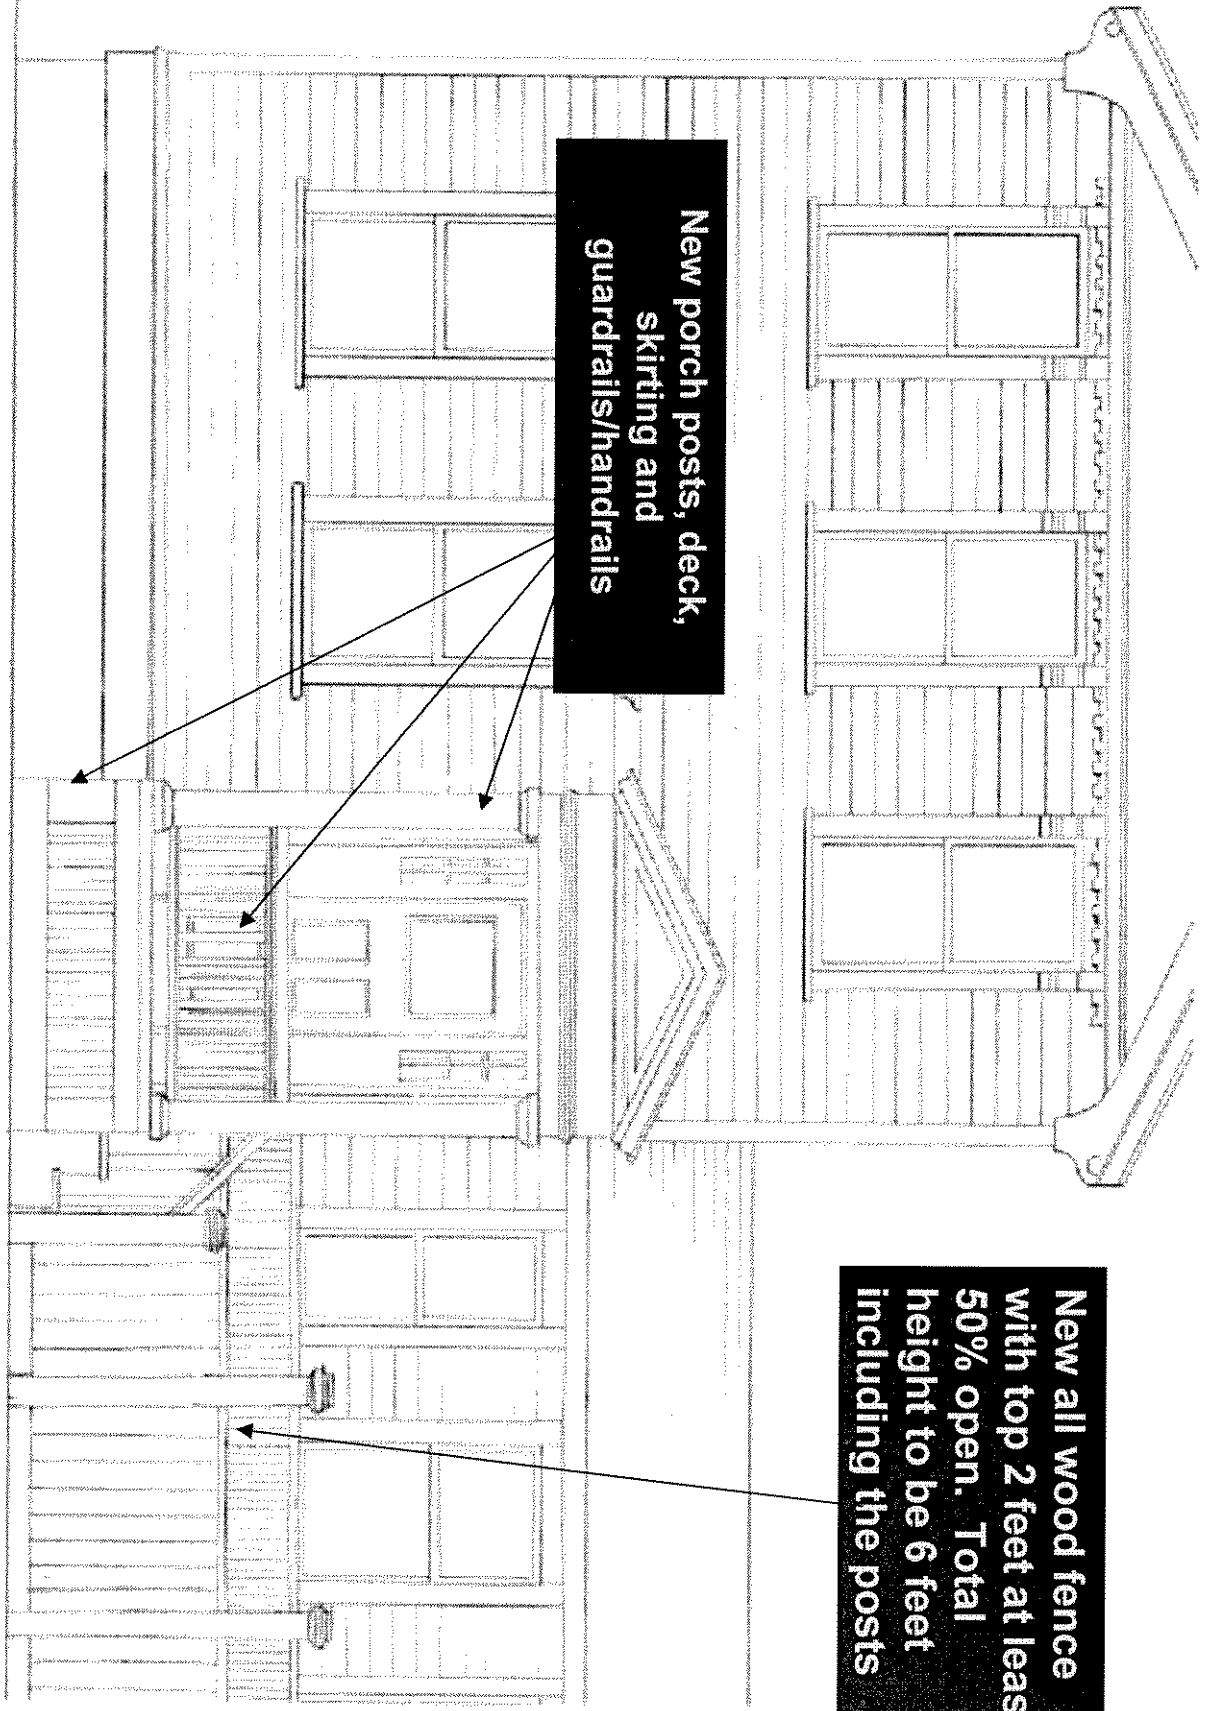 New porch posts, deck,
skirting and
guardrails/handrails
New all wood fence
with top 2 feet at leas
50% open. Total
height to be 6 feet
including the posts